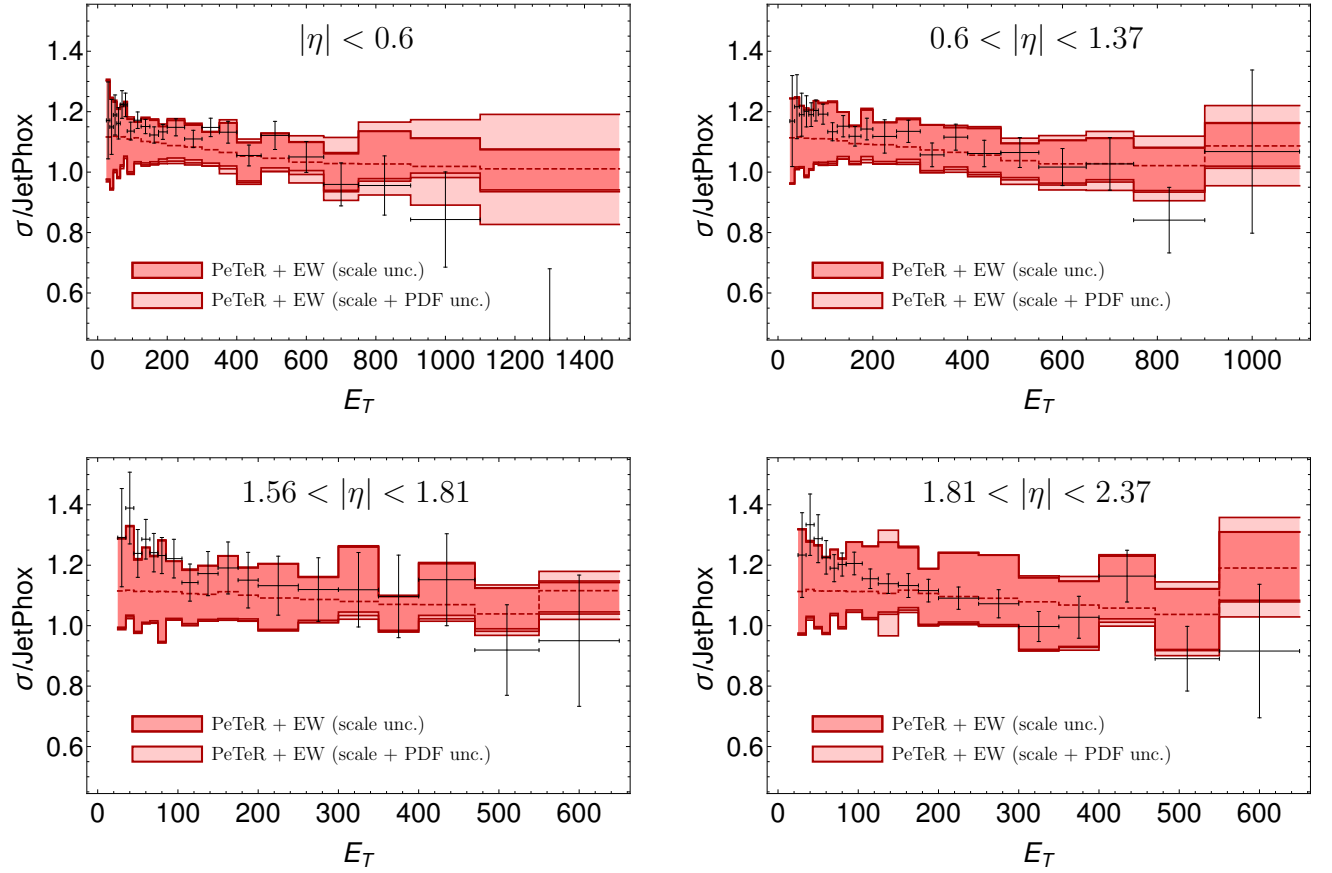 |η| < 0.6
1.4
1.2
1.0
0.8
0.6
σ/JetPhox
PeTeR + EW (scale unc.)
PeTeR + EW (scale + PDF unc.)
0 200 400 600 800 1000 1200 1400
E_T
0.6 < |η| < 1.37
1.4
1.2
1.0
0.8
0.6
σ/JetPhox
PeTeR + EW (scale unc.)
PeTeR + EW (scale + PDF unc.)
0 200 400 600 800 1000
E_T
1.56 < |η| < 1.81
1.4
1.2
1.0
0.8
0.6
σ/JetPhox
PeTeR + EW (scale unc.)
PeTeR + EW (scale + PDF unc.)
0 100 200 300 400 500 600
E_T
1.81 < |η| < 2.37
1.4
1.2
1.0
0.8
0.6
σ/JetPhox
PeTeR + EW (scale unc.)
PeTeR + EW (scale + PDF unc.)
0 100 200 300 400 500 600
E_T